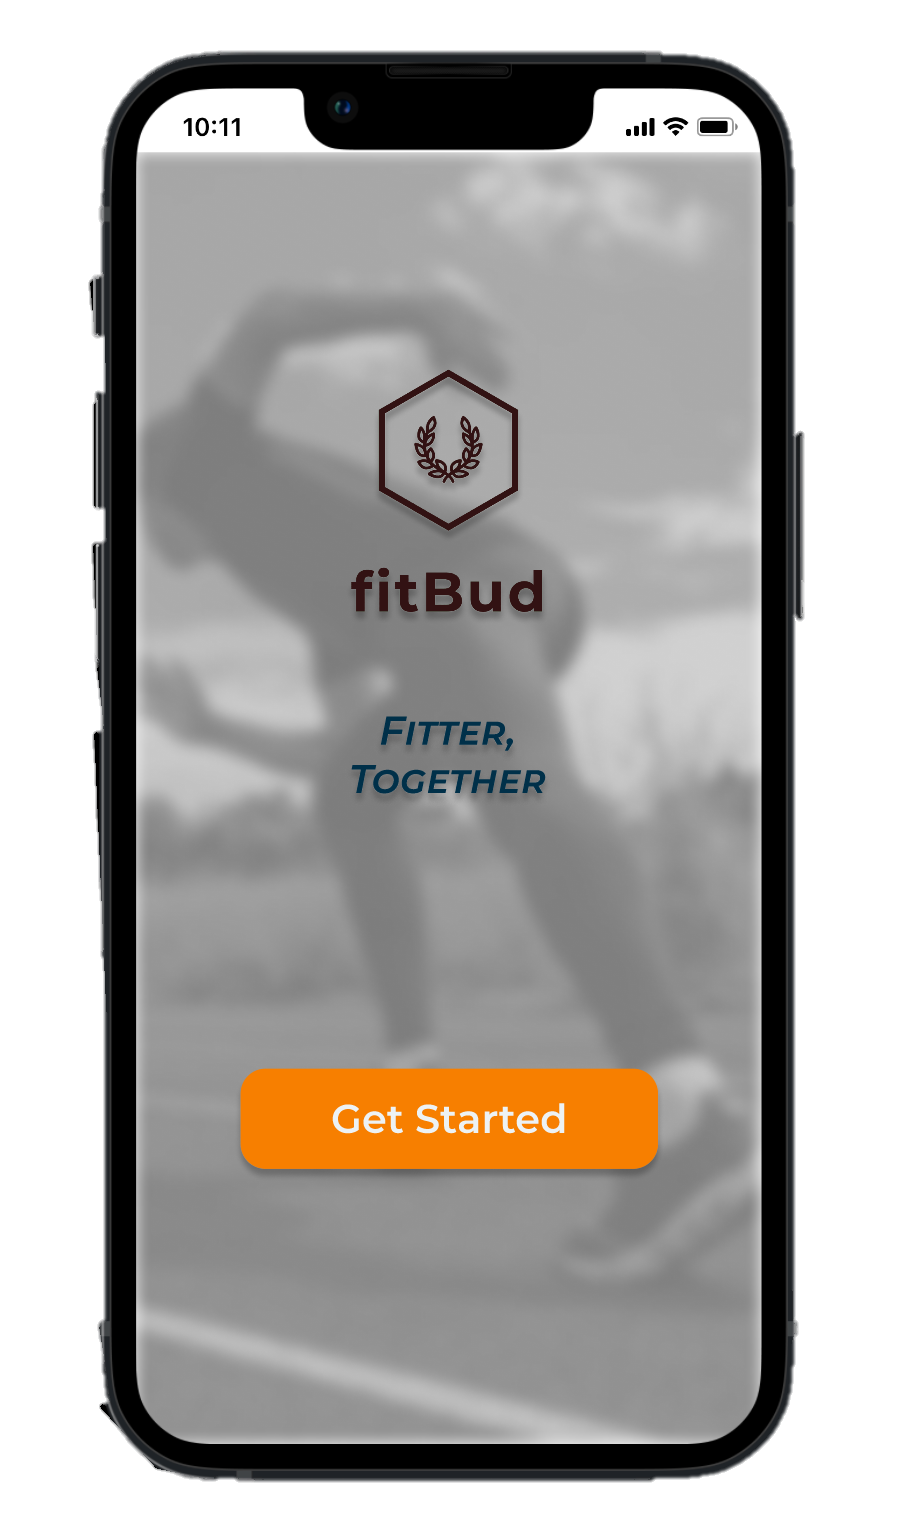 10:11
fitBud
Fitter,
Together
Get Started